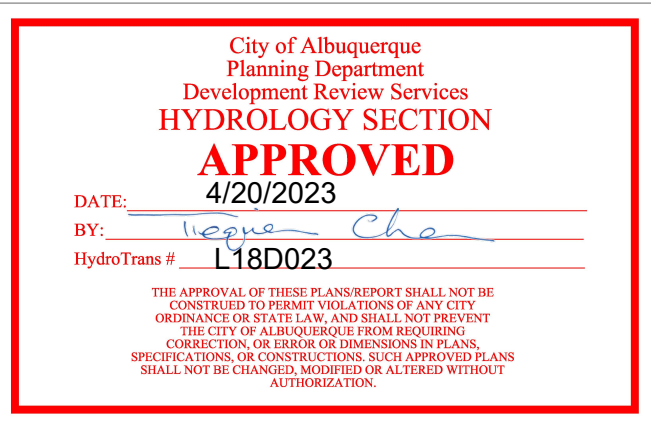 City of Albuquerque
Planning Department
Development Review Services
HYDROLOGY SECTION
APPROVED
DATE: 4/20/2023
BY:
HydroTrans # L18D023
THE APPROVAL OF THESE PLANS/REPORT SHALL NOT BE
CONSTRUED TO PERMIT VIOLATIONS OF ANY CITY
ORDINANCE OR STATE LAW, AND SHALL NOT PREVENT
THE CITY OF ALBUQUERQUE FROM REQUIRING
CORRECTION, OR ERROR OR DIMENSIONS IN PLANS,
SPECIFICATIONS, OR CONSTRUCTIONS. SUCH APPROVED PLANS
SHALL NOT BE CHANGED, MODIFIED OR ALTERED WITHOUT
AUTHORIZATION.